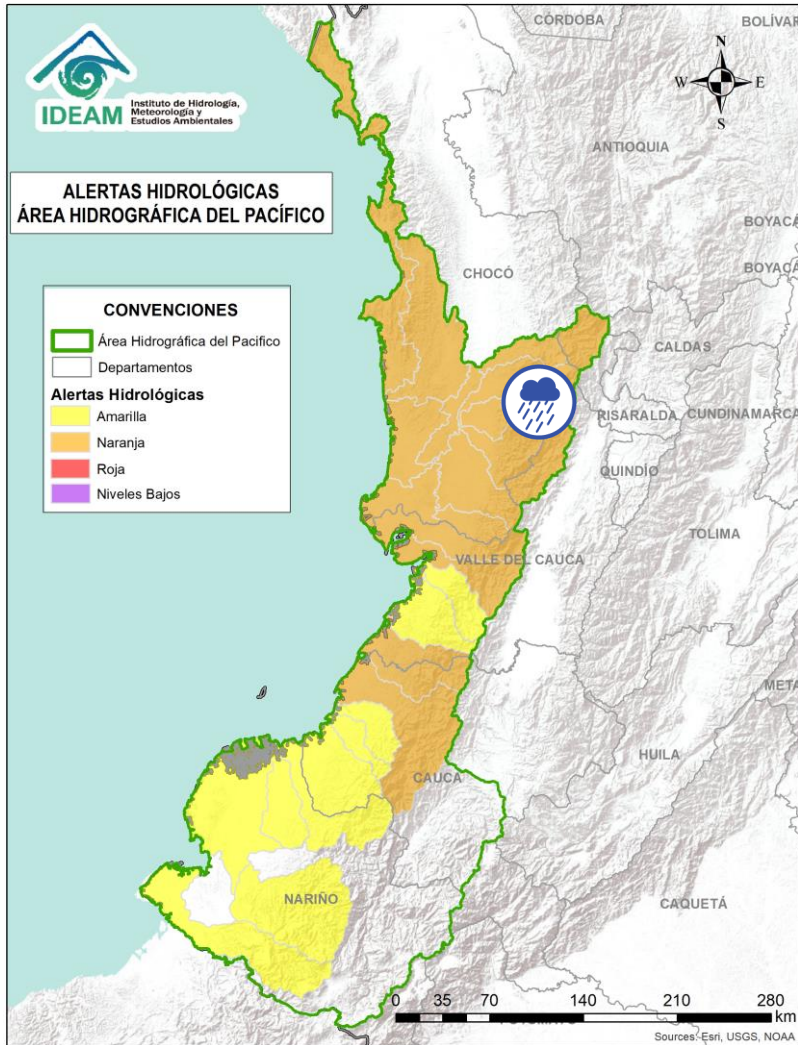 CÓRDOBA
BOLÍVAR
N
W E
S
IDEAM Instituto de Hidrología,
Meteorología y
Estudios Ambientales
ANTIOQUIA
ALERTAS HIDROLÓGICAS
ÁREA HIDROGRÁFICA DEL PACÍFICO
BOYACÁ
BOYACÁ
CHOCÓ
CONVENCIONES
Área Hidrográfica del Pacifico
Departamentos
Alertas Hidrológicas
Amarilla
Naranja
Roja
Niveles Bajos
CALDAS
RISARALDA
CUNDINAMARCA
QUINDÍO
TOLIMA
VALLE DEL CAUCA
META
HUILA
CAUCA
NARIÑO
CAQUETÁ
0 35 70 140 210 280
km
Sources: Esri, USGS, NOAA